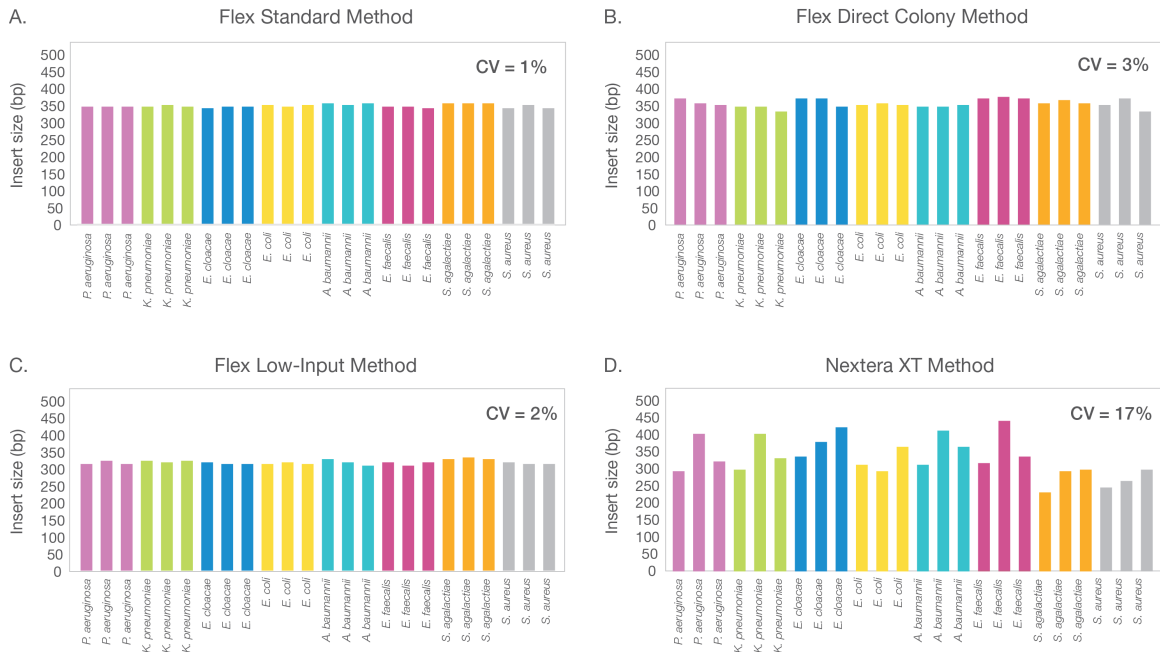 A.
Flex Standard Method
CV = 1%
Insert size (bp)
500
450
400
350
300
250
200
150
100
50
0
P. aeruginosa
P. aeruginosa
P. aeruginosa
K. pneumoniae
K. pneumoniae
K. pneumoniae
E. cloacae
E. cloacae
E. cloacae
E. coli
E. coli
E. coli
A. baumannii
A. baumannii
A. baumannii
E. faecalis
E. faecalis
E. faecalis
S. agalactiae
S. agalactiae
S. agalactiae
S. aureus
S. aureus
S. aureus
B.
Flex Direct Colony Method
CV = 3%
Insert size (bp)
500
450
400
350
300
250
200
150
100
50
0
P. aeruginosa
P. aeruginosa
P. aeruginosa
K. pneumoniae
K. pneumoniae
K. pneumoniae
E. cloacae
E. cloacae
E. cloacae
E. coli
E. coli
E. coli
A. baumannii
A. baumannii
A. baumannii
E. faecalis
E. faecalis
E. faecalis
S. agalactiae
S. agalactiae
S. agalactiae
S. aureus
S. aureus
S. aureus
C.
Flex Low-Input Method
CV = 2%
Insert size (bp)
500
450
400
350
300
250
200
150
100
50
0
P. aeruginosa
P. aeruginosa
P. aeruginosa
K. pneumoniae
K. pneumoniae
K. pneumoniae
E. cloacae
E. cloacae
E. cloacae
E. coli
E. coli
E. coli
A. baumannii
A. baumannii
A. baumannii
E. faecalis
E. faecalis
E. faecalis
S. agalactiae
S. agalactiae
S. agalactiae
S. aureus
S. aureus
S. aureus
D.
Nextera XT Method
CV = 17%
Insert size (bp)
500
450
400
350
300
250
200
150
100
50
0
P. aeruginosa
P. aeruginosa
P. aeruginosa
K. pneumoniae
K. pneumoniae
K. pneumoniae
E. cloacae
E. cloacae
E. cloacae
E. coli
E. coli
E. coli
A. baumannii
A. baumannii
A. baumannii
E. faecalis
E. faecalis
E. faecalis
S. agalactiae
S. agalactiae
S. agalactiae
S. aureus
S. aureus
S. aureus